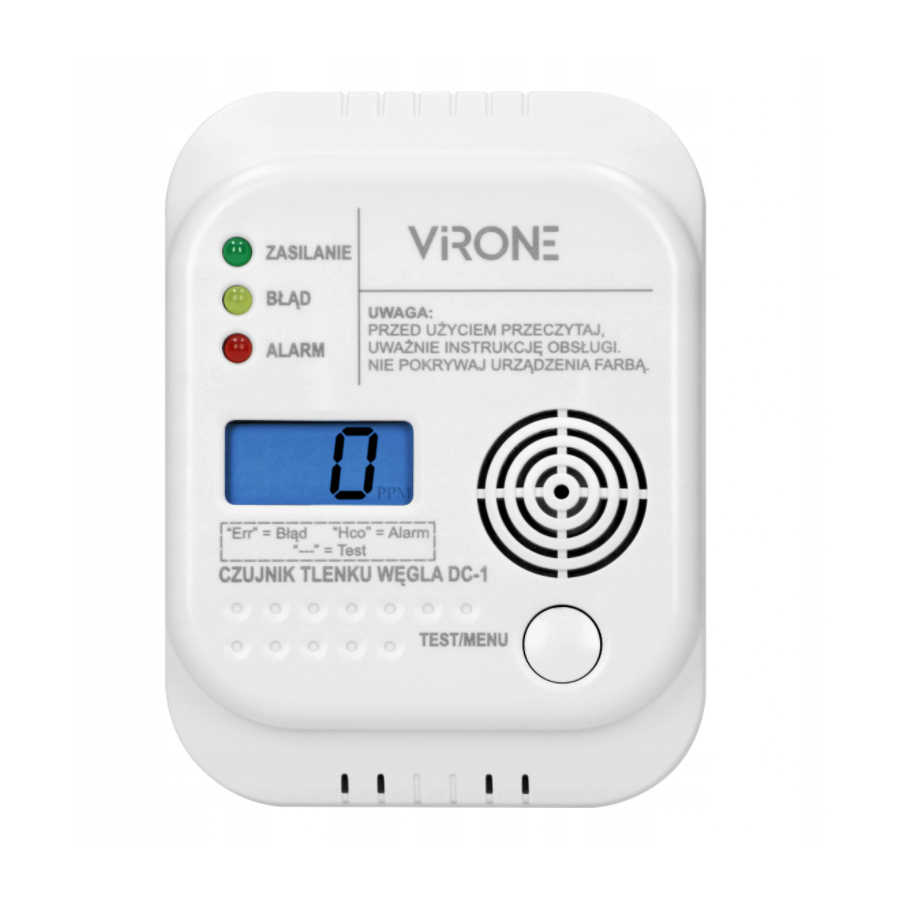 ViRONE
ZASILANIE
BŁĄD
ALARM
UWAGA:
PRZED UŻYCIEM PRZECZYTAJ,
UWAŻNIE INSTRUKCJĘ OBSŁUGI.
NIE POKRYWAJ URZĄDZENIA FARBĄ.
0 PPM
“Err” = Błąd “Hco” = Alarm
“---” = Test
CZUJNIK TLENKU WĘGLA DC-1
TEST/MENU